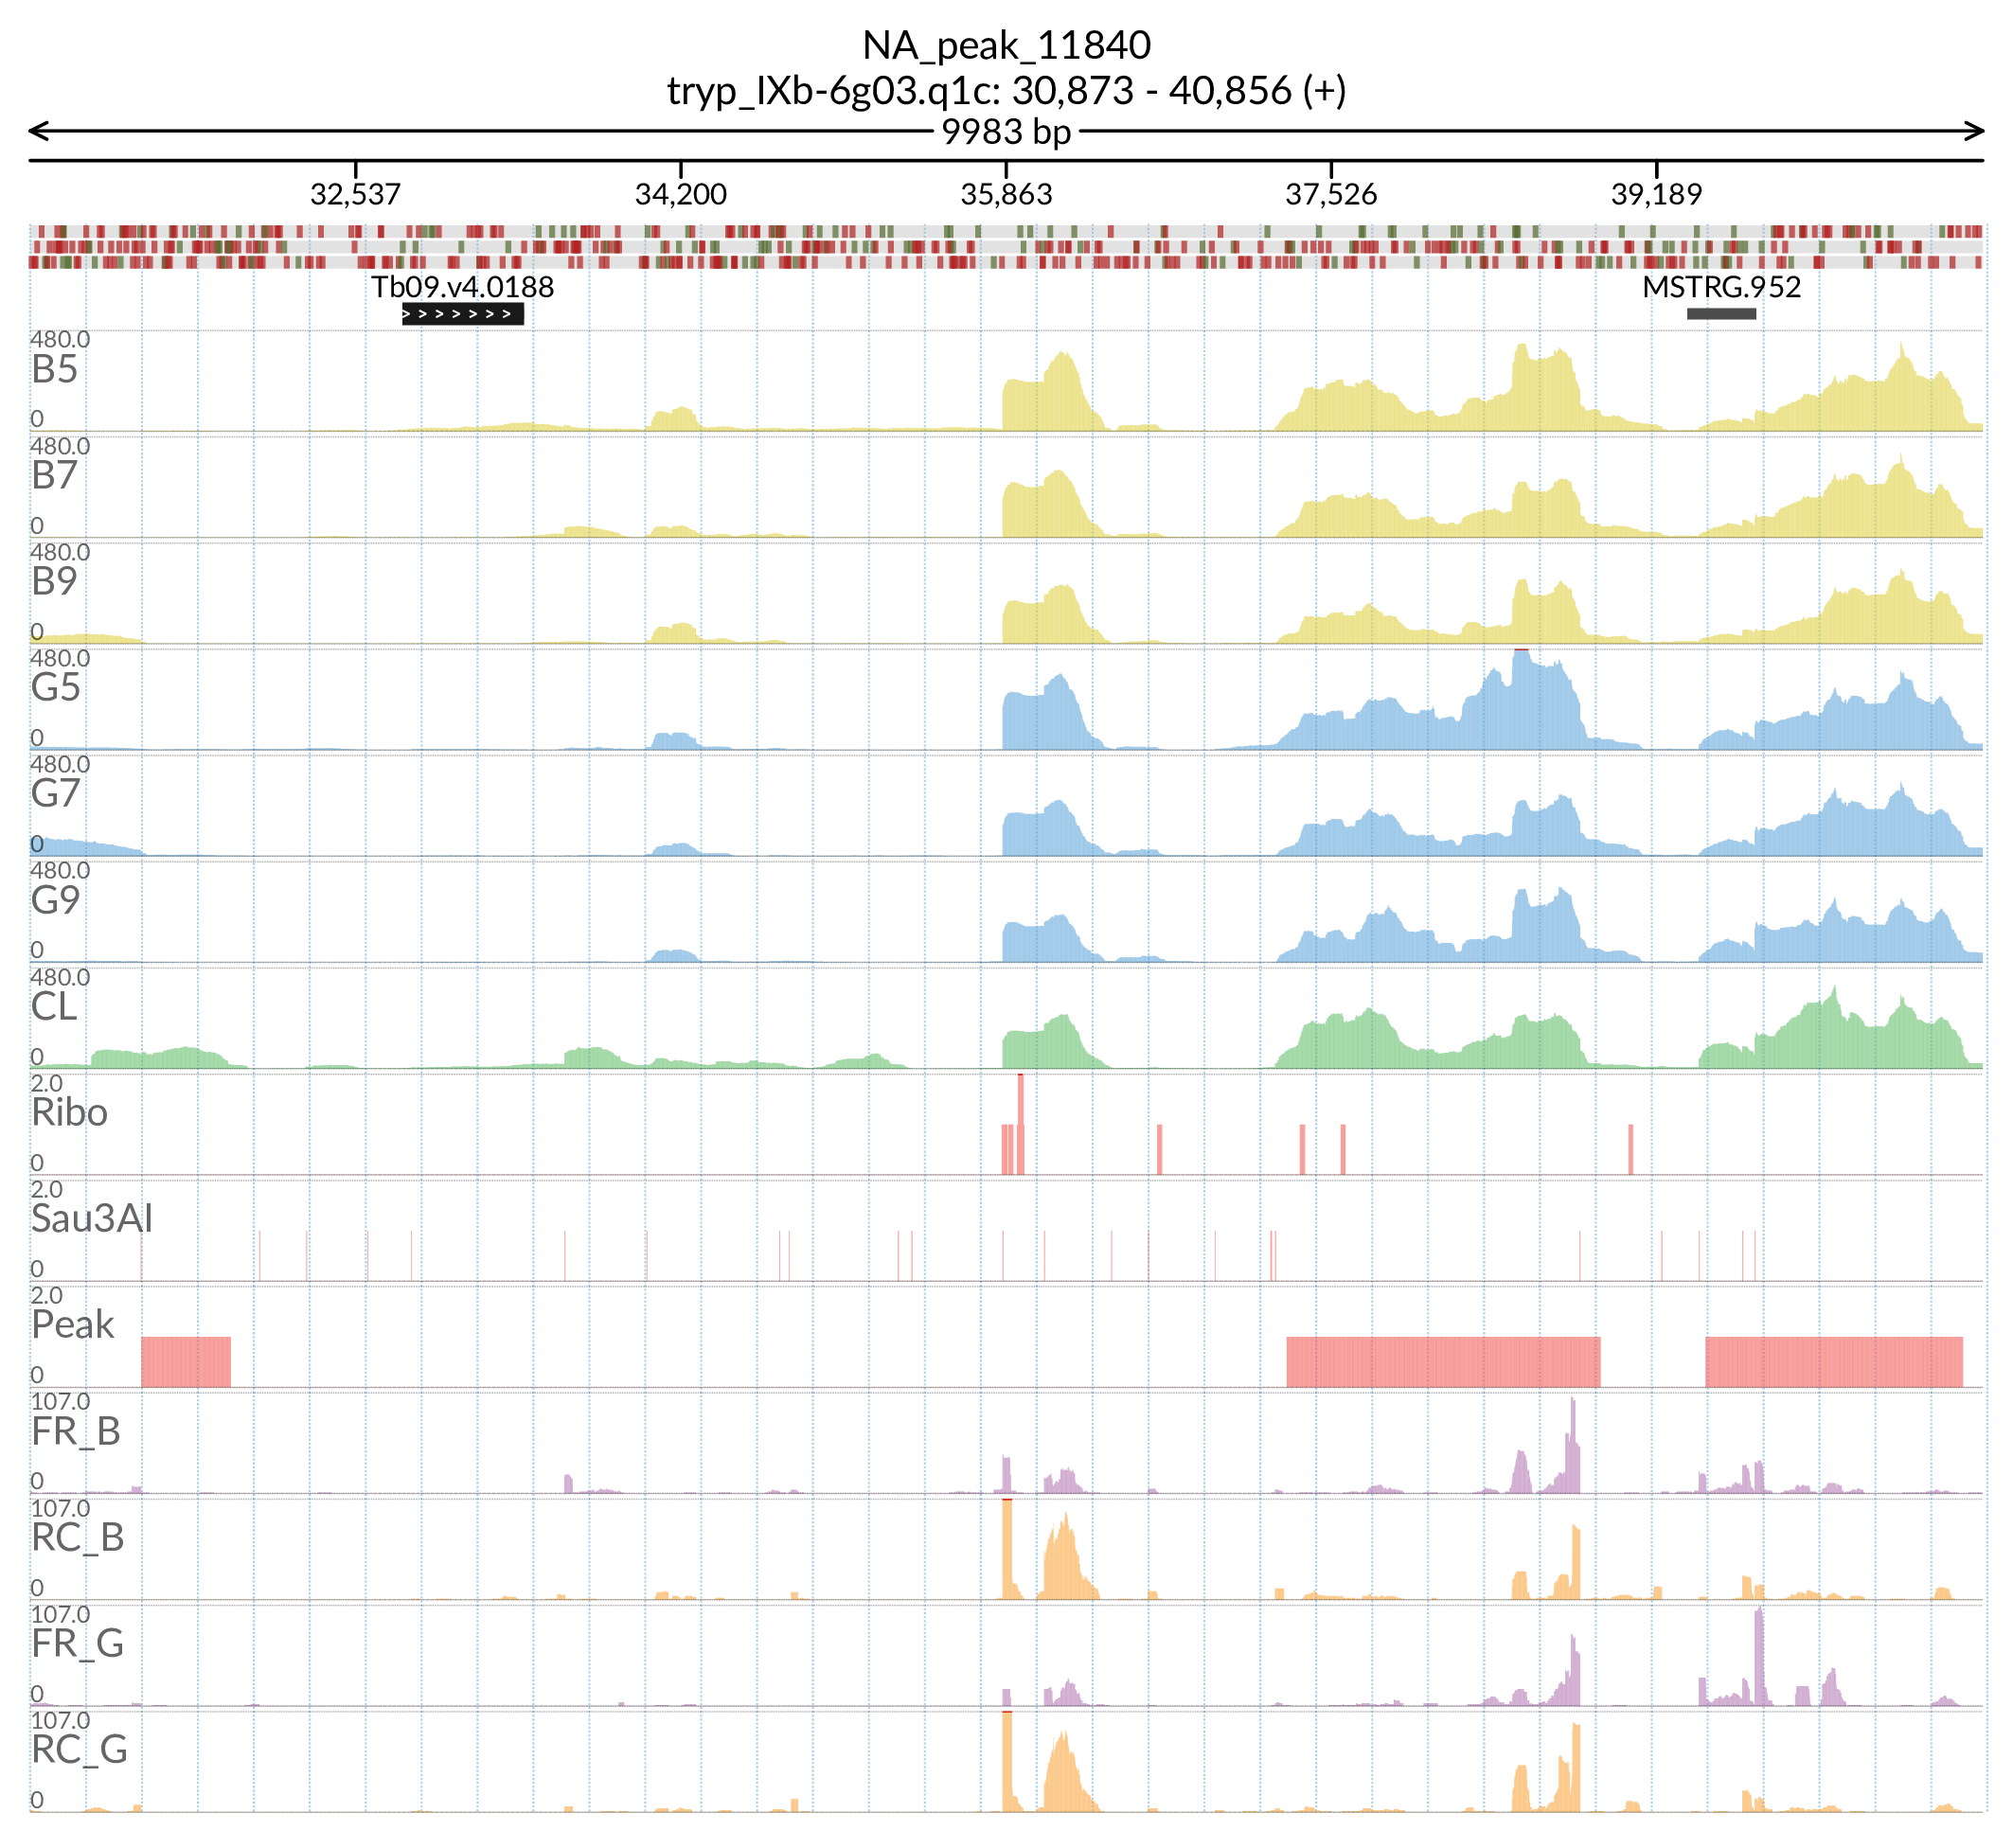 NA_peak_11840
tryp_IXb-6g03.q1c: 30,873 - 40,856 (+)
9983 bp
32,537 34,200 35,863 37,526 39,189
Tb09.v4.0188 MSTRG.952
480.0
B5
0
480.0
B7
0
480.0
B9
0
480.0
G5
0
480.0
G7
0
480.0
G9
0
480.0
CL
0
2.0
Ribo
0
2.0
Sau3AI
0
2.0
Peak
0
107.0
FR_B
0
107.0
RC_B
0
107.0
FR_G
0
107.0
RC_G
0